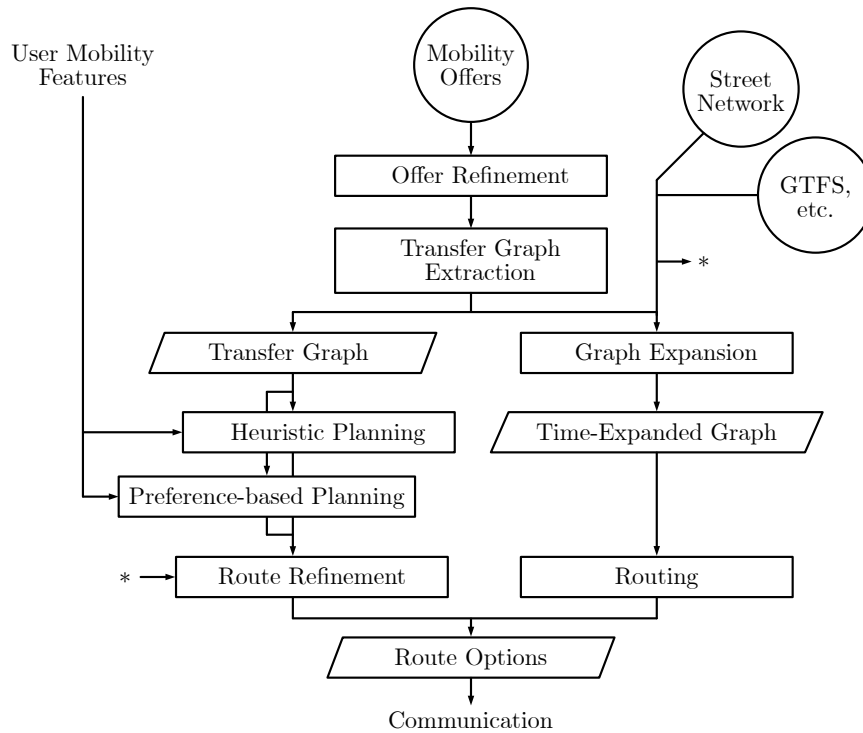 User Mobility
Features
Mobility
Offers
Street
Network
GTFS,
etc.
Offer Refinement
Transfer Graph
Extraction
*
Transfer Graph
Graph Expansion
Heuristic Planning
Time-Expanded Graph
Preference-based Planning
*
Route Refinement
Routing
Route Options
Communication